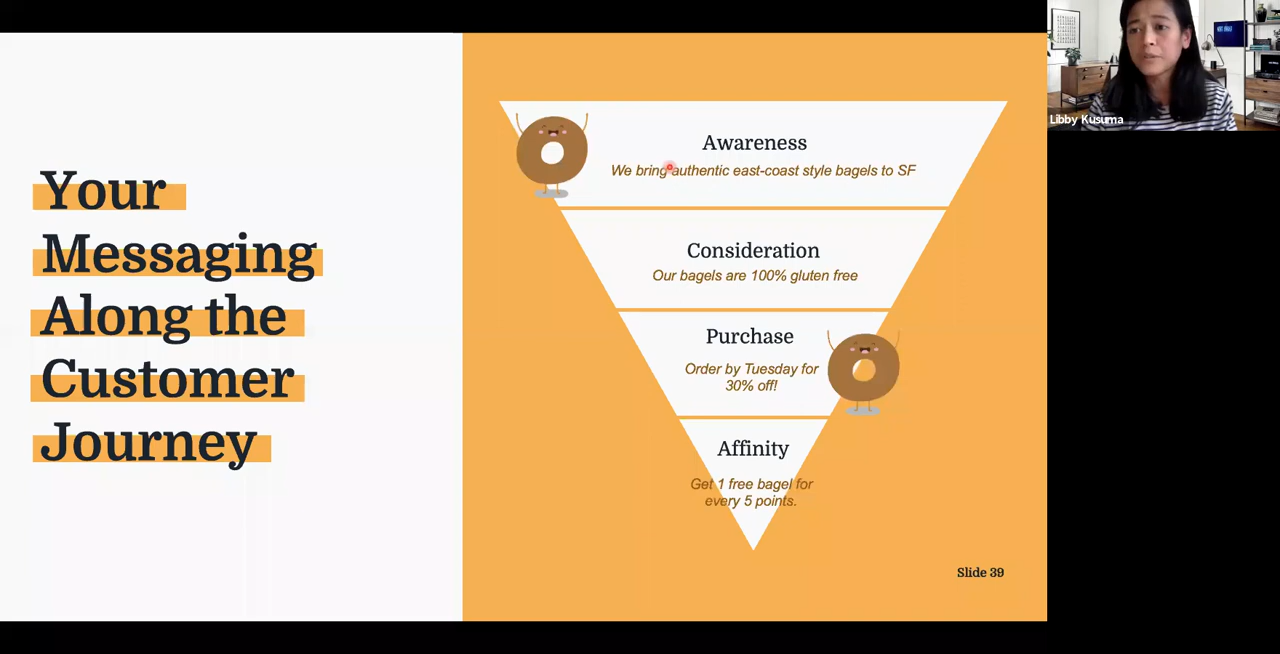 Your
Messaging
Along the
Customer
Journey
Awareness
We bring authentic east-coast style bagels to SF
Consideration
Our bagels are 100% gluten free
Purchase
Order by Tuesday for
30% off!
Affinity
Get 1 free bagel for
every 5 points.
Slide 39
Libby Kusuma